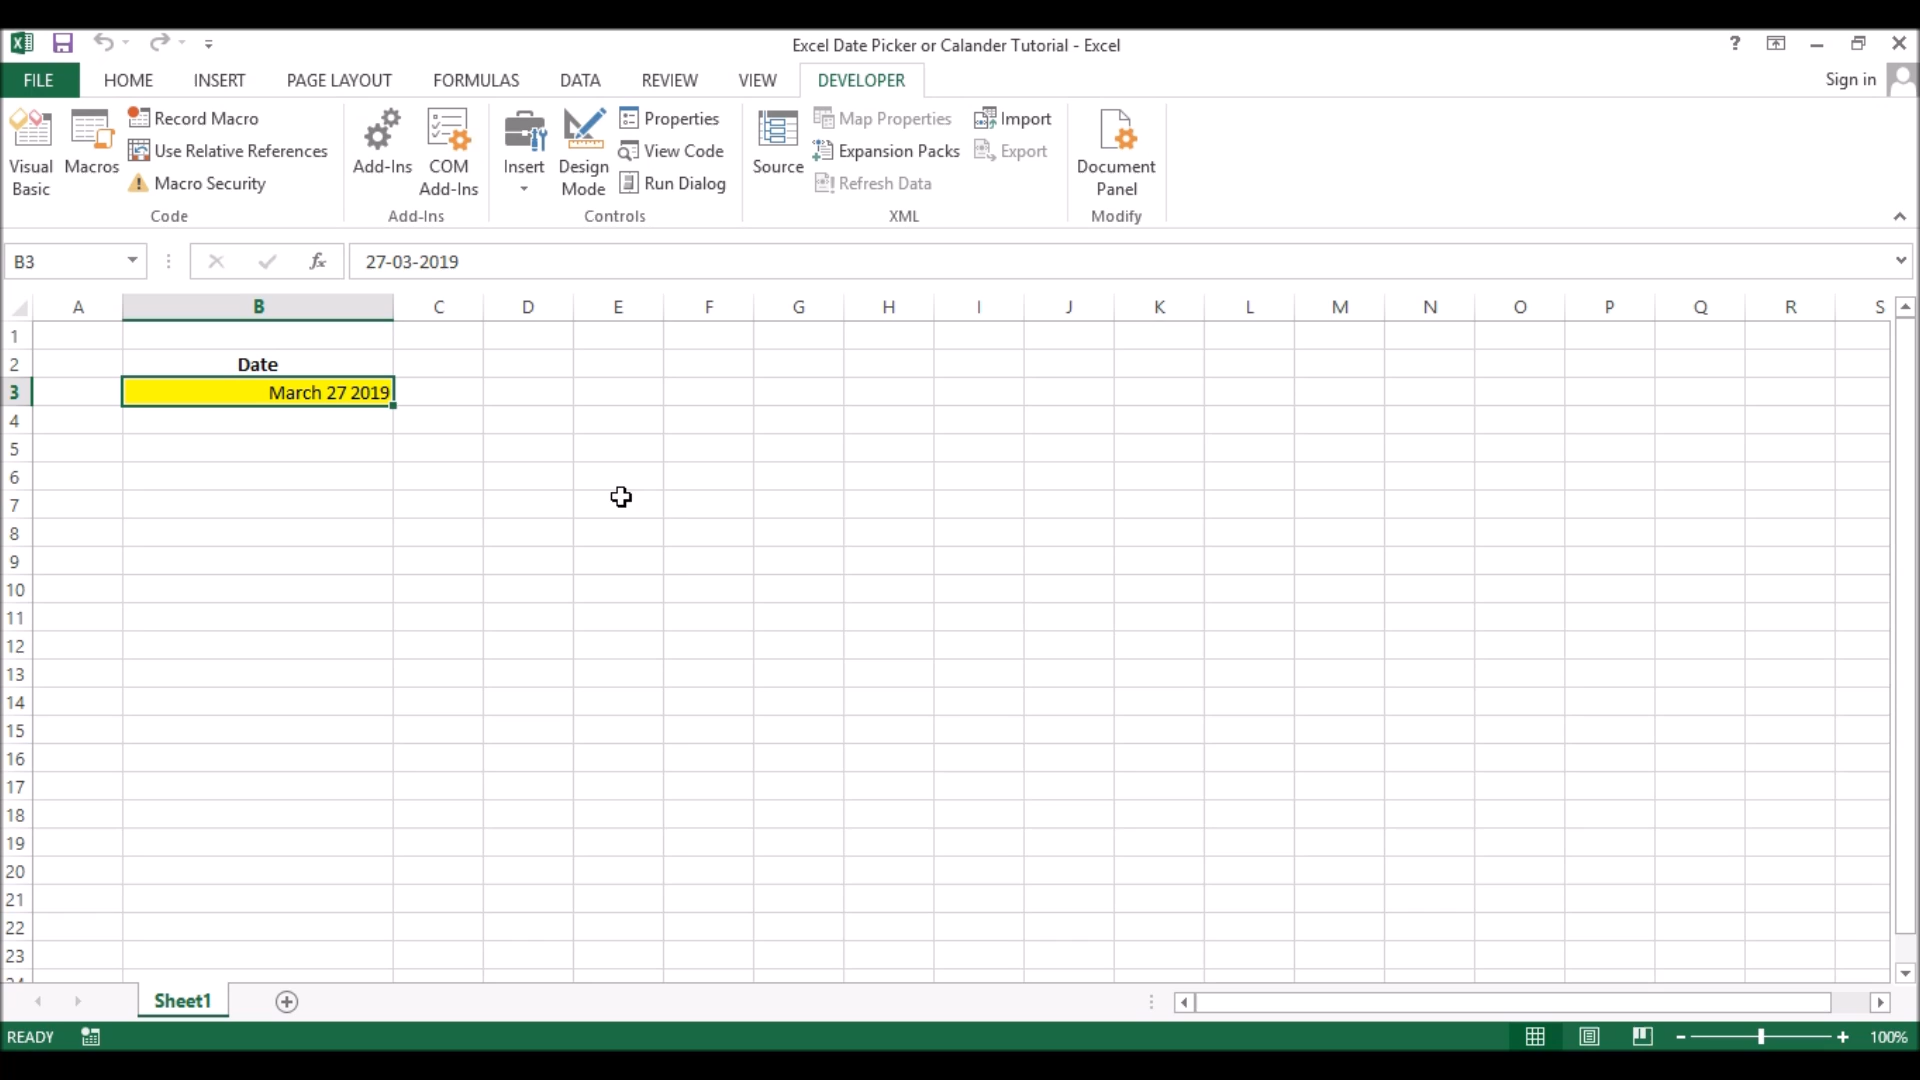 Excel Date Picker or Calander Tutorial - Excel
?
FILE HOME INSERT PAGE LAYOUT FORMULAS DATA REVIEW VIEW DEVELOPER Sign in
Visual Basic
Macros
Record Macro
Use Relative References
Macro Security
Code
Add-Ins
COM Add-Ins
Add-Ins
Insert
Design Mode
Properties
View Code
Run Dialog
Controls
Source
Map Properties
Expansion Packs
Refresh Data
Import
Export
XML
Document Panel
Modify
B3 fx 27-03-2019
A B C D E F G H I J K L M N O P Q R S
1
2 Date
3 March 27 2019
4
5
6
7
8
9
10
11
12
13
14
15
16
17
18
19
20
21
22
23
Sheet1
READY 100%